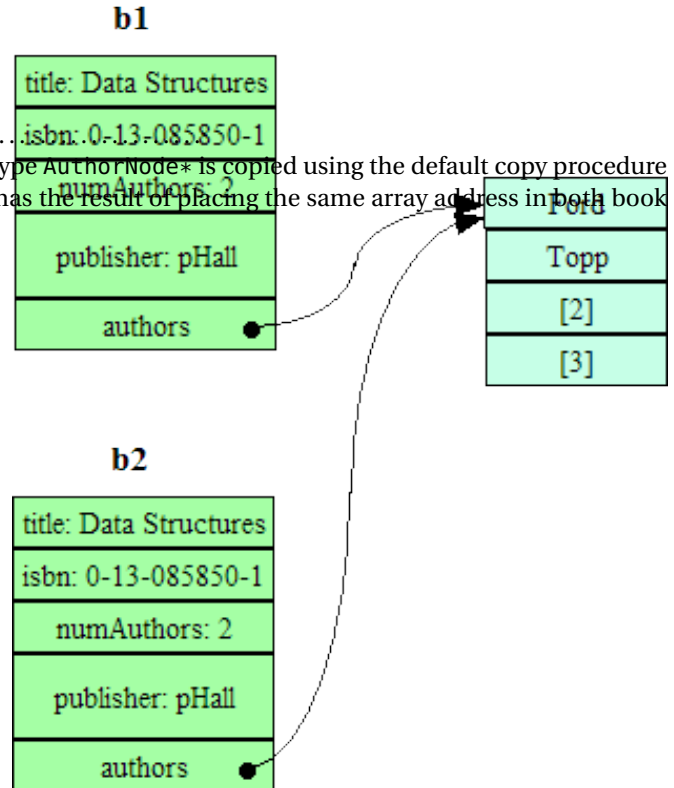 b1
title: Data Structures
isbn: 0-13-085850-1
ype AuthorNode* is copied using the default copy procedure
numAuthors: 2
has the result of placing the same array address in both book
publisher: pHall
authors
Ford
Topp
[2]
[3]
b2
title: Data Structures
isbn: 0-13-085850-1
numAuthors: 2
publisher: pHall
authors